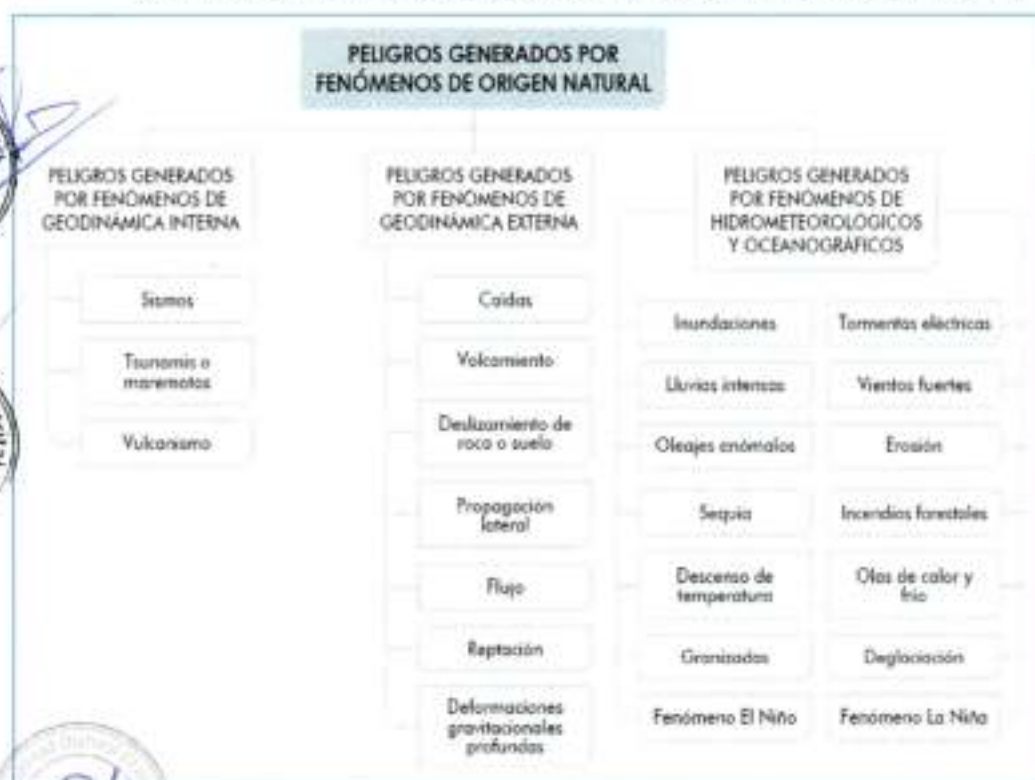 PELIGROS GENERADOS POR
FENÓMENOS DE ORIGEN NATURAL
PELIGROS GENERADOS
POR FENÓMENOS DE
GEODINÁMICA INTERNA
Sismos
Tsunamis o
maremotos
Vulcanismo
PELIGROS GENERADOS
POR FENÓMENOS DE
GEODINÁMICA EXTERNA
Caídas
Volcamiento
Deslizamiento de
roca o suelo
Propagación
lateral
Flujo
Reptación
Deformaciones
gravitacionales
profundas
PELIGROS GENERADOS
POR FENÓMENOS DE
HIDROMETEOROLÓGICOS
Y OCEANOGRÁFICOS
Inundaciones
Tormentas eléctricas
Lluvias intensas
Vientos fuertes
Oleajes anómalos
Erosión
Sequia
Incendios forestales
Descenso de
temperatura
Olas de calor y
frío
Granizadas
Deglaciación
Fenómeno El Niño
Fenómeno La Niña